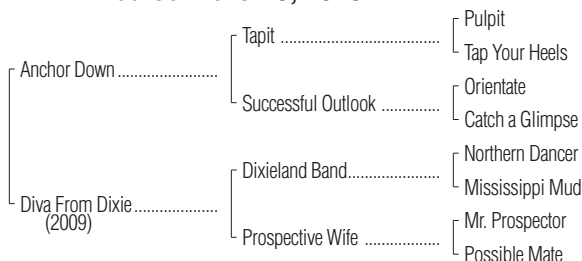 Pulpit
Tapit ........................................
Tap Your Heels
Anchor Down .........................
Orientate
Successful Outlook ...............
Catch a Glimpse
Northern Dancer
Dixieland Band.......................
Mississippi Mud
Diva From Dixie .....................
(2009)
Mr. Prospector
Prospective Wife ...................
Possible Mate